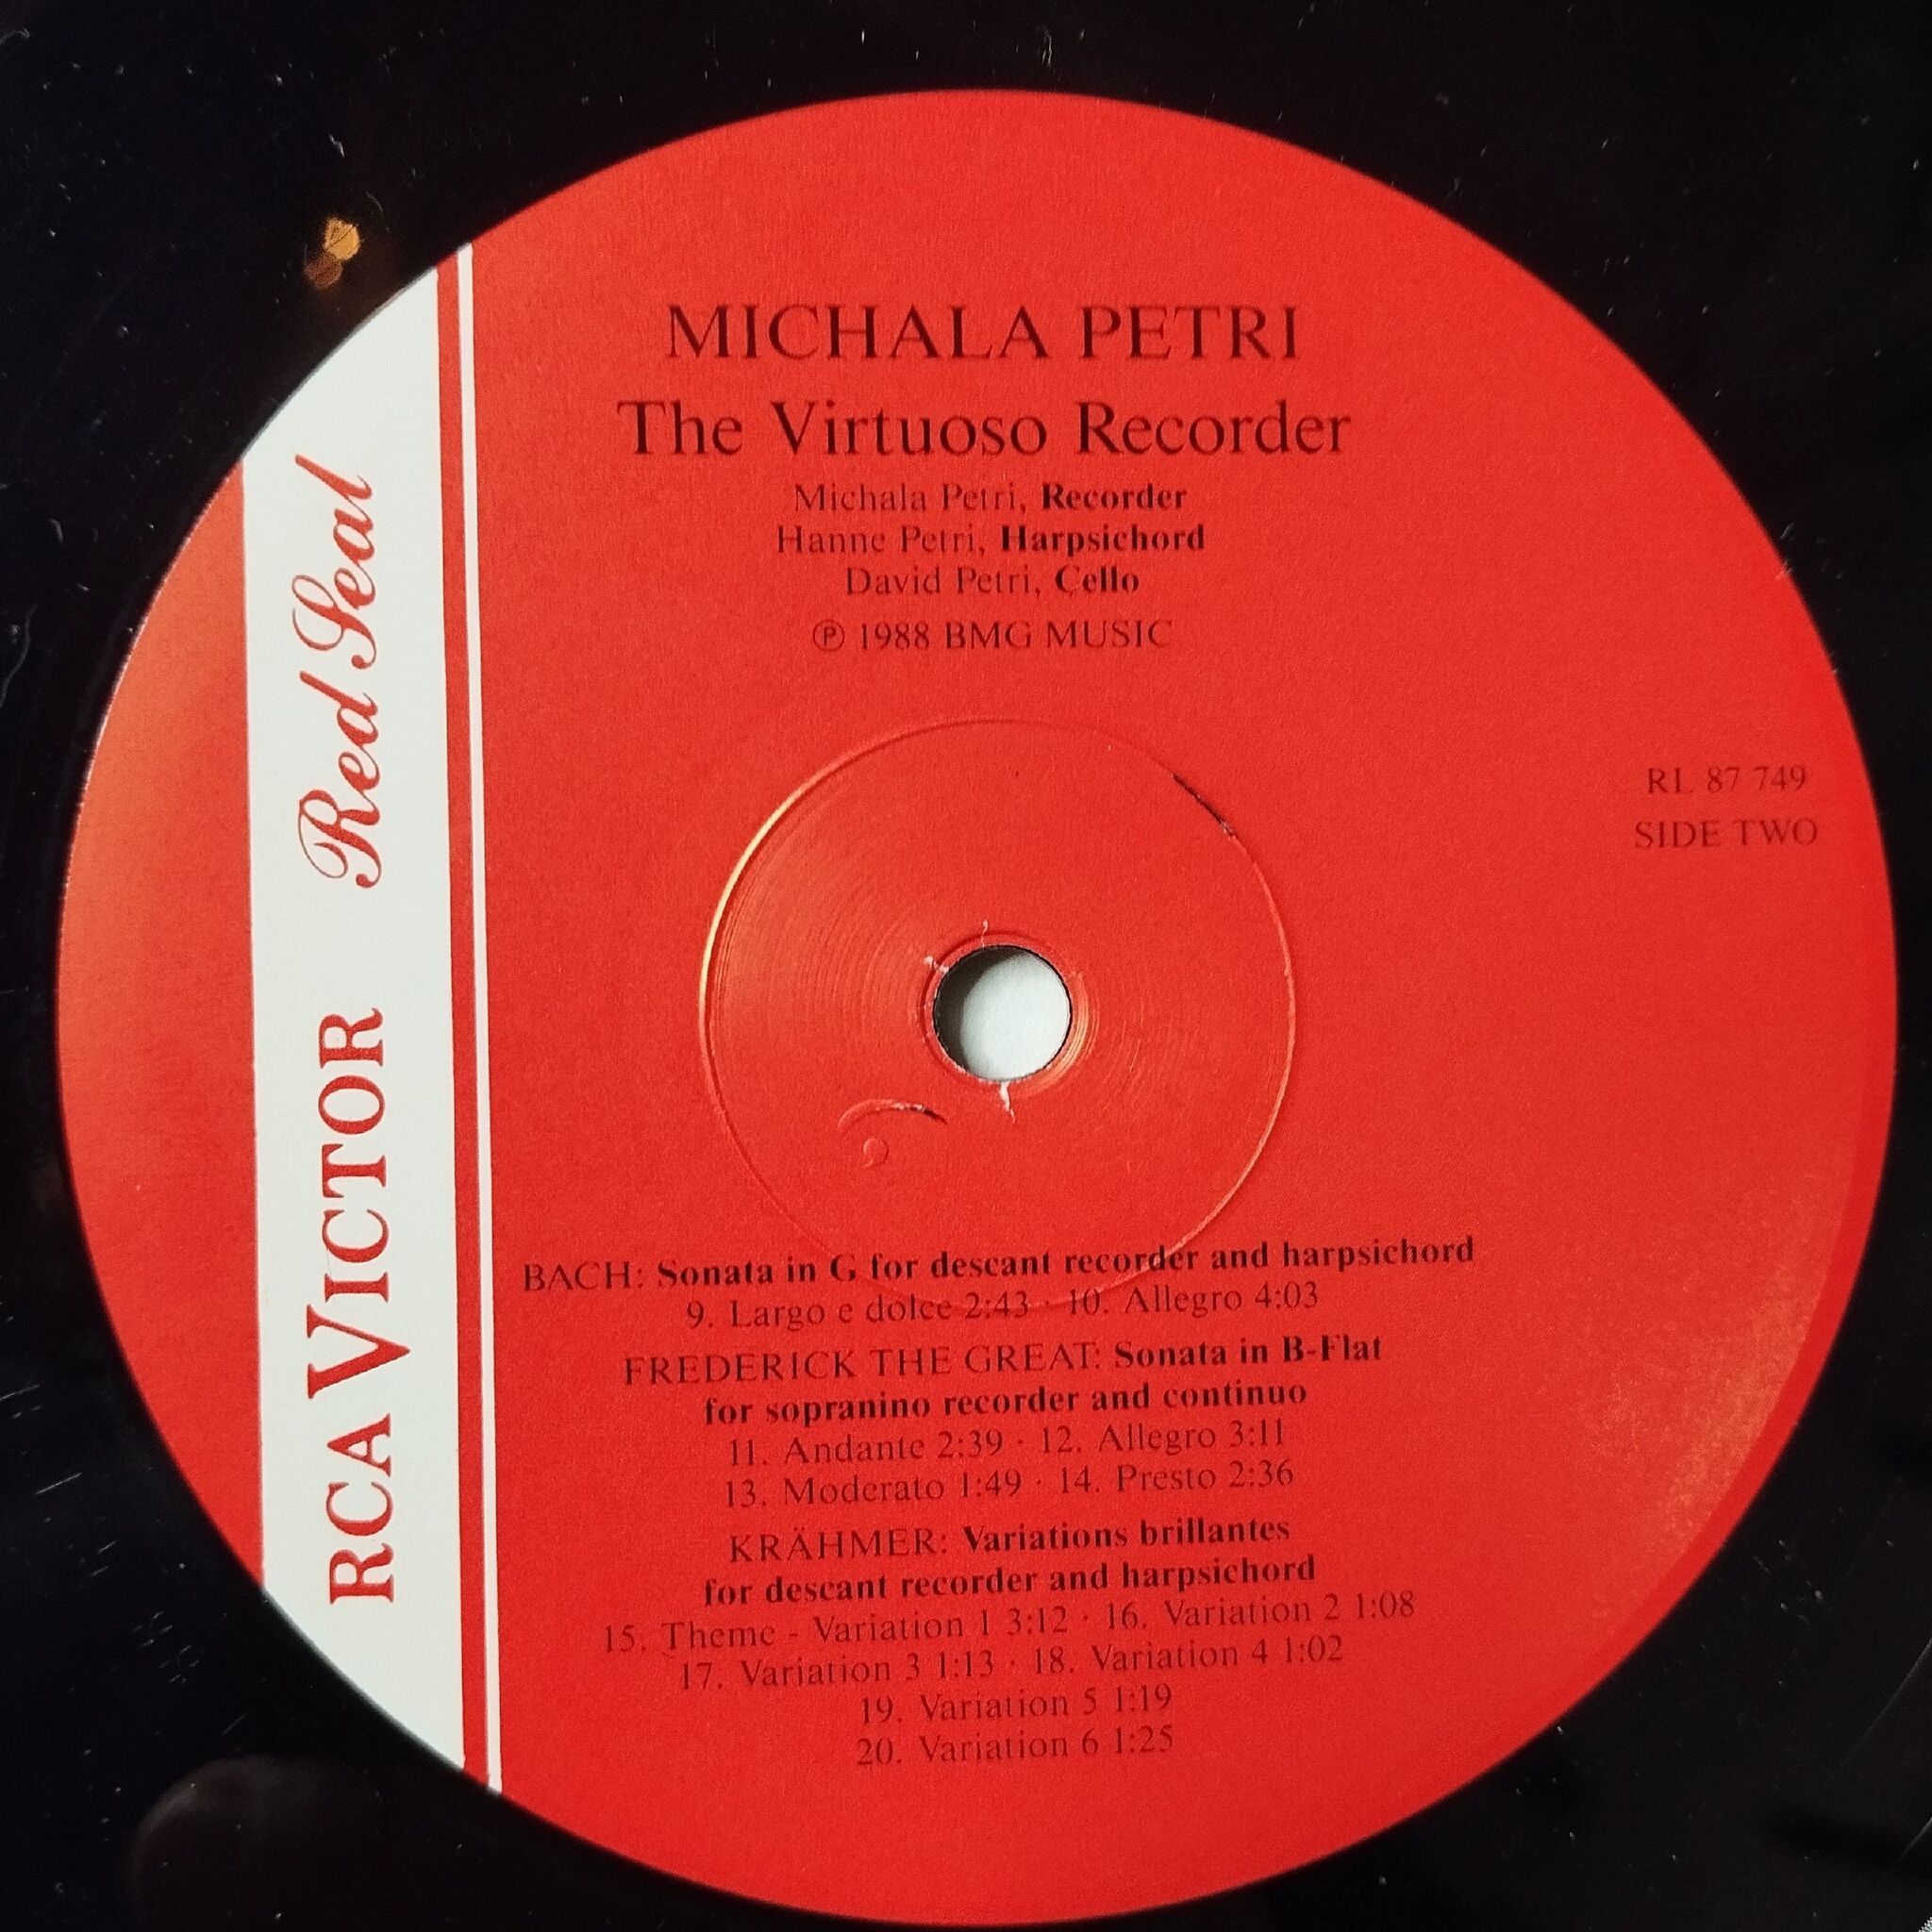 MICHALA PETRI
The Virtuoso Recorder
Michala Petri, Recorder
Hanne Petri, Harpsichord
David Petri, Cello
℗ 1988 BMG MUSIC
RCA VICTOR Red Seal
RL 87 749
SIDE TWO
BACH: Sonata in G for descant recorder and harpsichord
9. Largo e dolce 2:43 · 10. Allegro 4:03
FREDERICK THE GREAT: Sonata in B-Flat
for sopranino recorder and continuo
11. Andante 2:39 · 12. Allegro 3:11
13. Moderato 1:49 · 14. Presto 2:36
KRÄHMER: Variations brillantes
for descant recorder and harpsichord
15. Theme - Variation 1 3:12 · 16. Variation 2 1:08
17. Variation 3 1:13 · 18. Variation 4 1:02
19. Variation 5 1:19
20. Variation 6 1:25